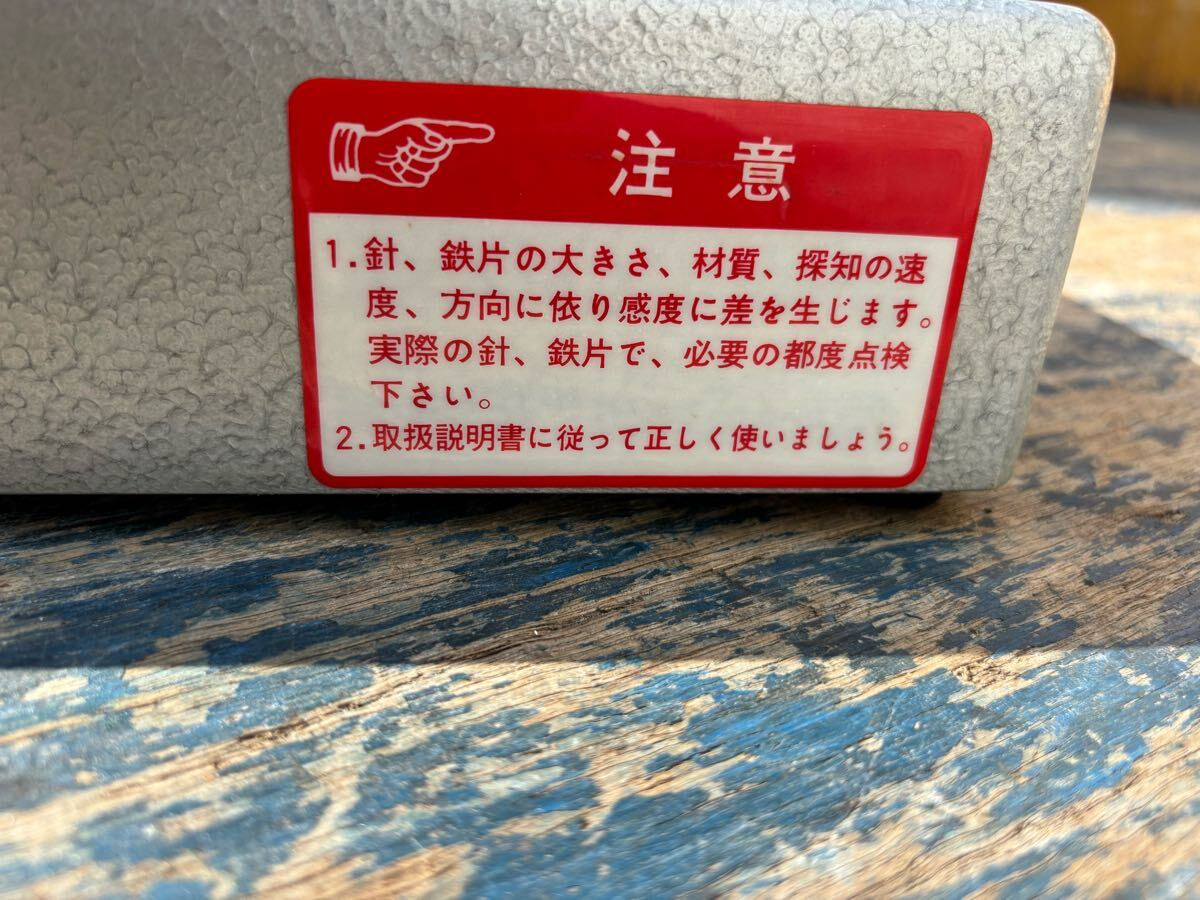 注意
1.針、鉄片の大きさ、材質、探知の速
度、方向に依り感度に差を生じます。
実際の針、鉄片で、必要の都度点検
下さい。
2.取扱説明書に従って正しく使いましょう。